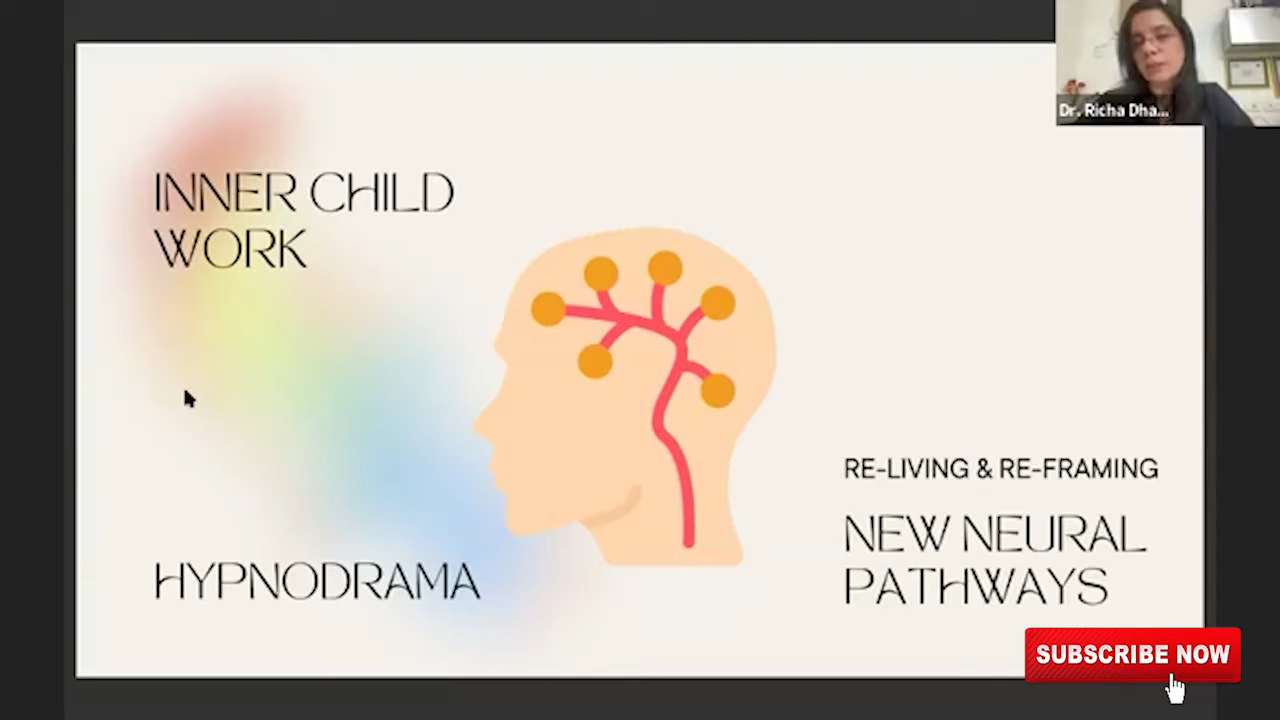 Dr. Richa Dha...
INNER CHILD
WORK
RE-LIVING & RE-FRAMING
NEW NEURAL
PATHWAYS
HYPNODRAMA
SUBSCRIBE NOW